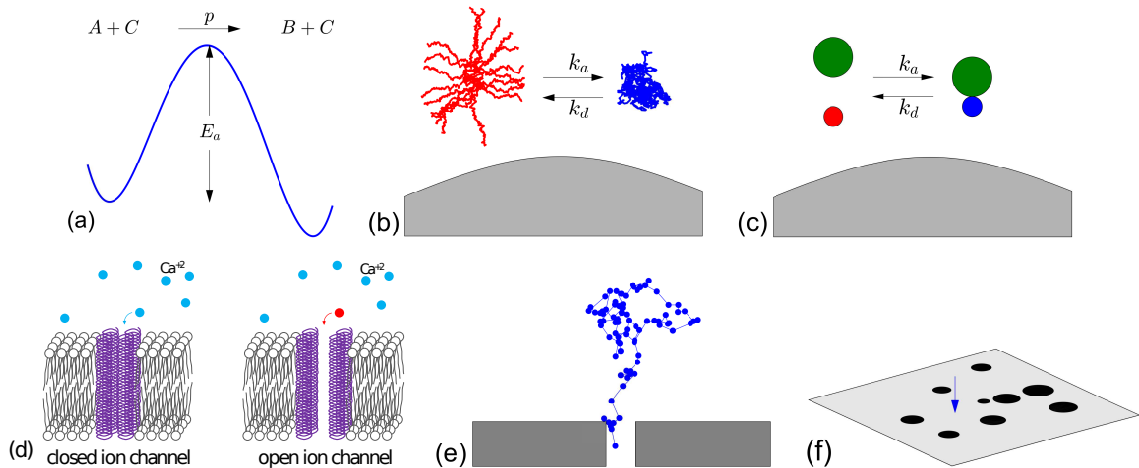 A + C p B + C
E_a
(a)
k_a
k_d
(b)
k_a
k_d
(c)
Ca⁺²
Ca⁺²
(d)
closed ion channel
open ion channel
(e)
(f)